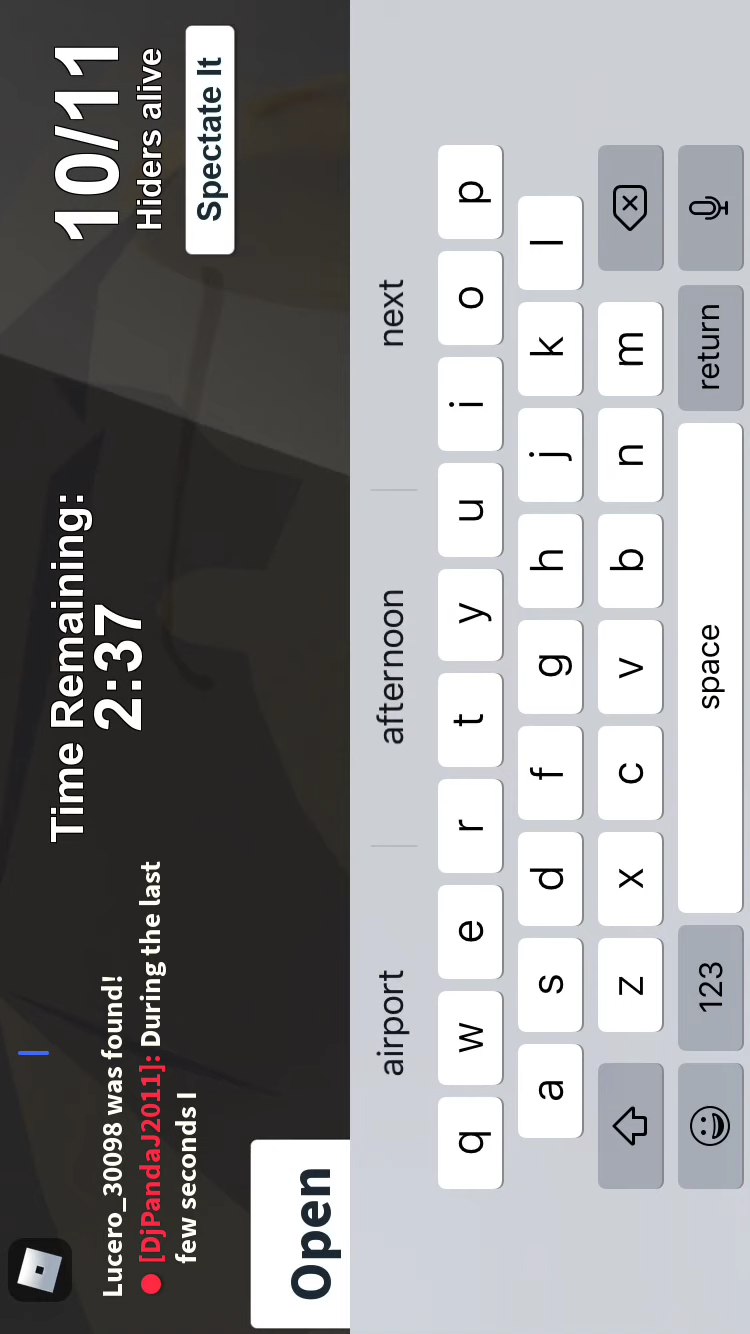 Lucero_30098 was found!
[DjPandaJ2011]: During the last
few seconds I
Time Remaining:
2:37
10/11
Hiders alive
Spectate It
Open
airport afternoon next
q w e r t y u i o p
a s d f g h j k l
z x c v b n m
123 space return